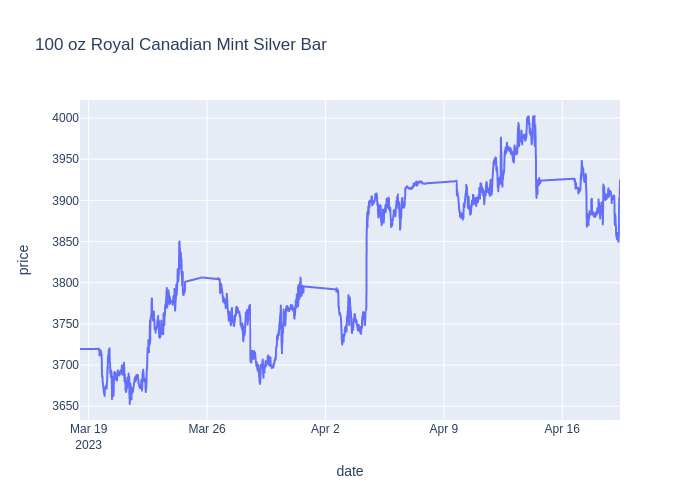 100 oz Royal Canadian Mint Silver Bar
4000
3950
3900
3850
3800
3750
3700
3650
price
Mar 19
2023
Mar 26
Apr 2
Apr 9
Apr 16
date